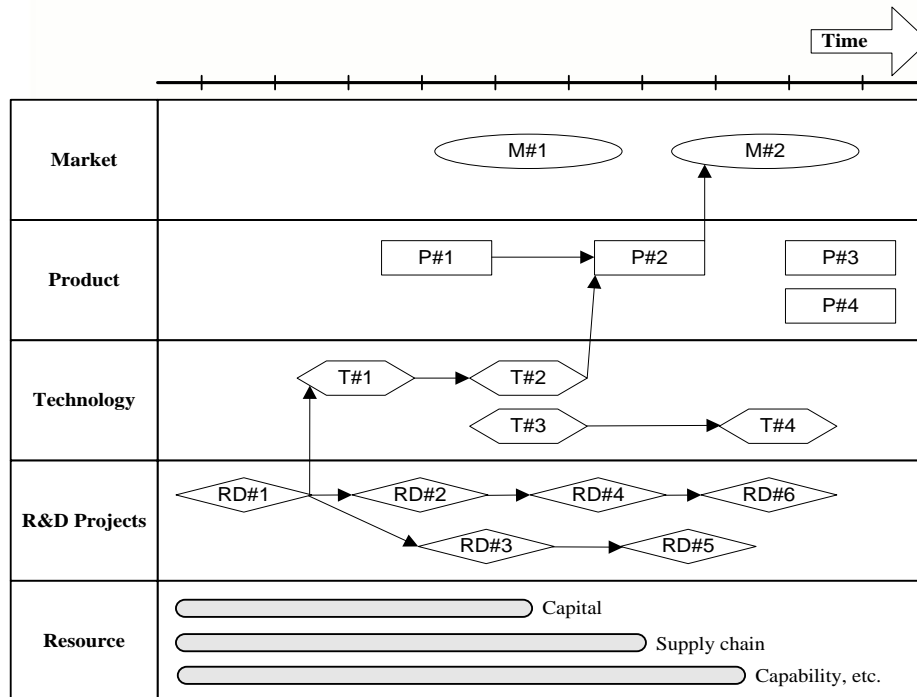 Time
Market
M#1
M#2
Product
P#1
P#2
P#3
P#4
Technology
T#1
T#2
T#3
T#4
R&D Projects
RD#1
RD#2
RD#4
RD#6
RD#3
RD#5
Resource
Capital
Supply chain
Capability, etc.